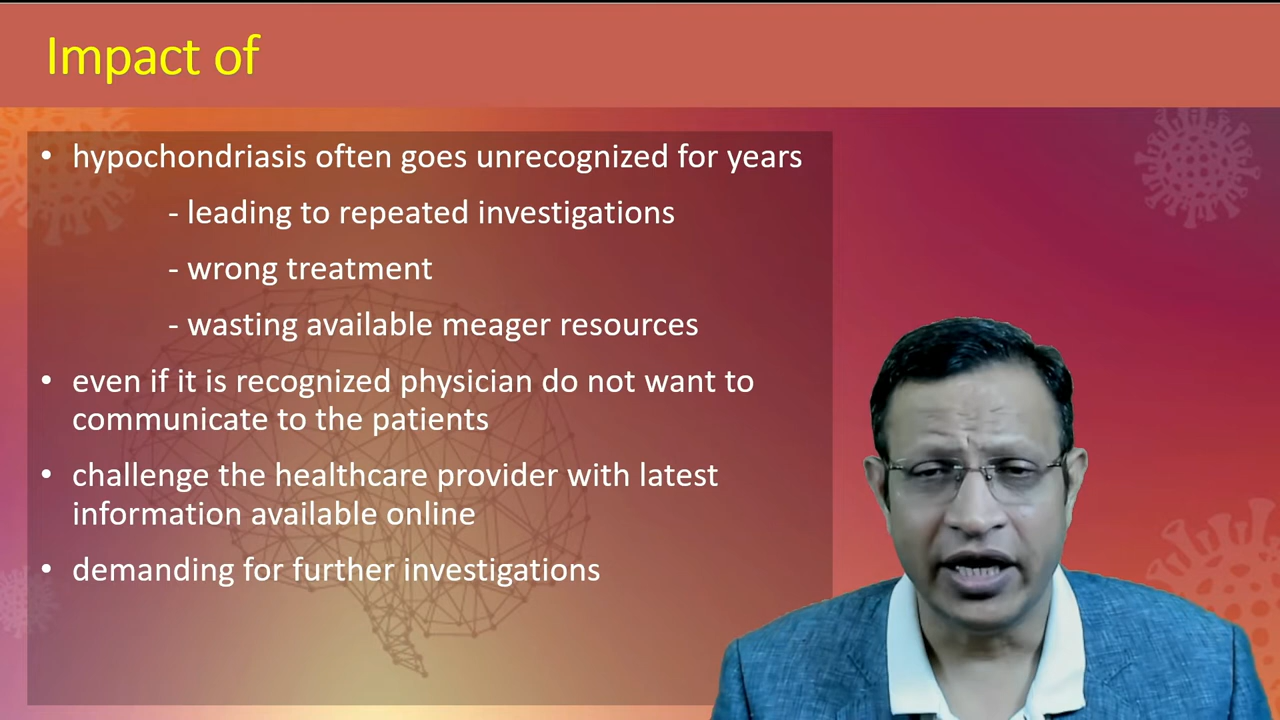 Impact of
• hypochondriasis often goes unrecognized for years
- leading to repeated investigations
- wrong treatment
- wasting available meager resources
• even if it is recognized physician do not want to
communicate to the patients
• challenge the healthcare provider with latest
information available online
• demanding for further investigations